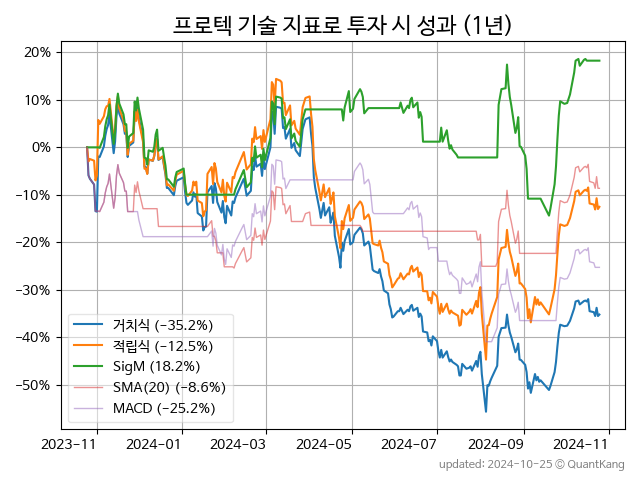 프로텍 기술 지표로 투자 시 성과 (1년)
20%
10%
0%
−10%
−20%
−30%
−40%
−50%
거치식 (−35.2%)
적립식 (−12.5%)
SigM (18.2%)
SMA(20) (−8.6%)
MACD (−25.2%)
2023−11
2024−01
2024−03
2024−05
2024−07
2024−09
2024−11
updated: 2024−10−25 © QuantKang